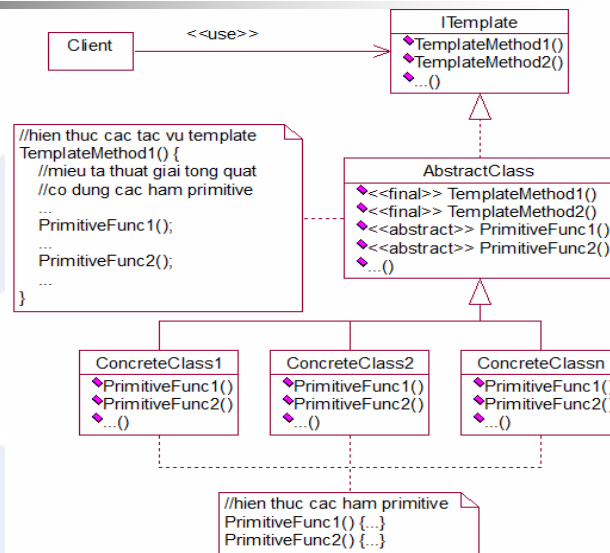 ITemplate
TemplateMethod1()
TemplateMethod2()
...()
Client
<<use>>
//hien thuc cac tac vu template
TemplateMethod1() {
//mieu ta thuat giai tong quat
//co dung cac ham primitive
...
PrimitiveFunc1();
...
PrimitiveFunc2();
...
}
AbstractClass
<<final>> TemplateMethod1()
<<final>> TemplateMethod2()
<<abstract>> PrimitiveFunc1()
<<abstract>> PrimitiveFunc2()
...()
ConcreteClass1
PrimitiveFunc1()
PrimitiveFunc2()
...()
ConcreteClass2
PrimitiveFunc1()
PrimitiveFunc2()
...()
ConcreteClassn
PrimitiveFunc1()
PrimitiveFunc2()
...()
//hien thuc cac ham primitive
PrimitiveFunc1() {...}
PrimitiveFunc2() {...}